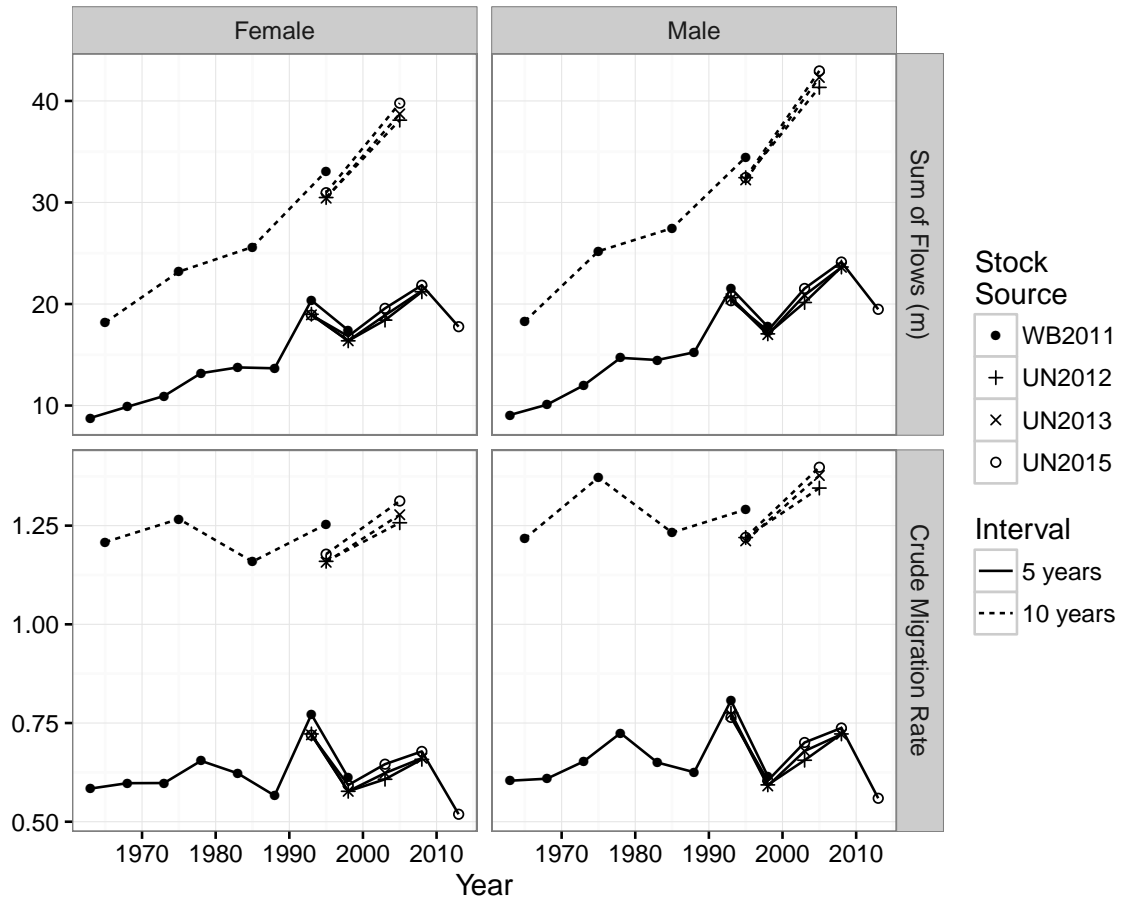 Female
Male
40
30
20
10
Sum of Flows (m)
1.25
1.00
0.75
0.50
Crude Migration Rate
1970 1980 1990 2000 2010
1970 1980 1990 2000 2010
Year
Stock
Source
WB2011
UN2012
UN2013
UN2015
Interval
5 years
10 years